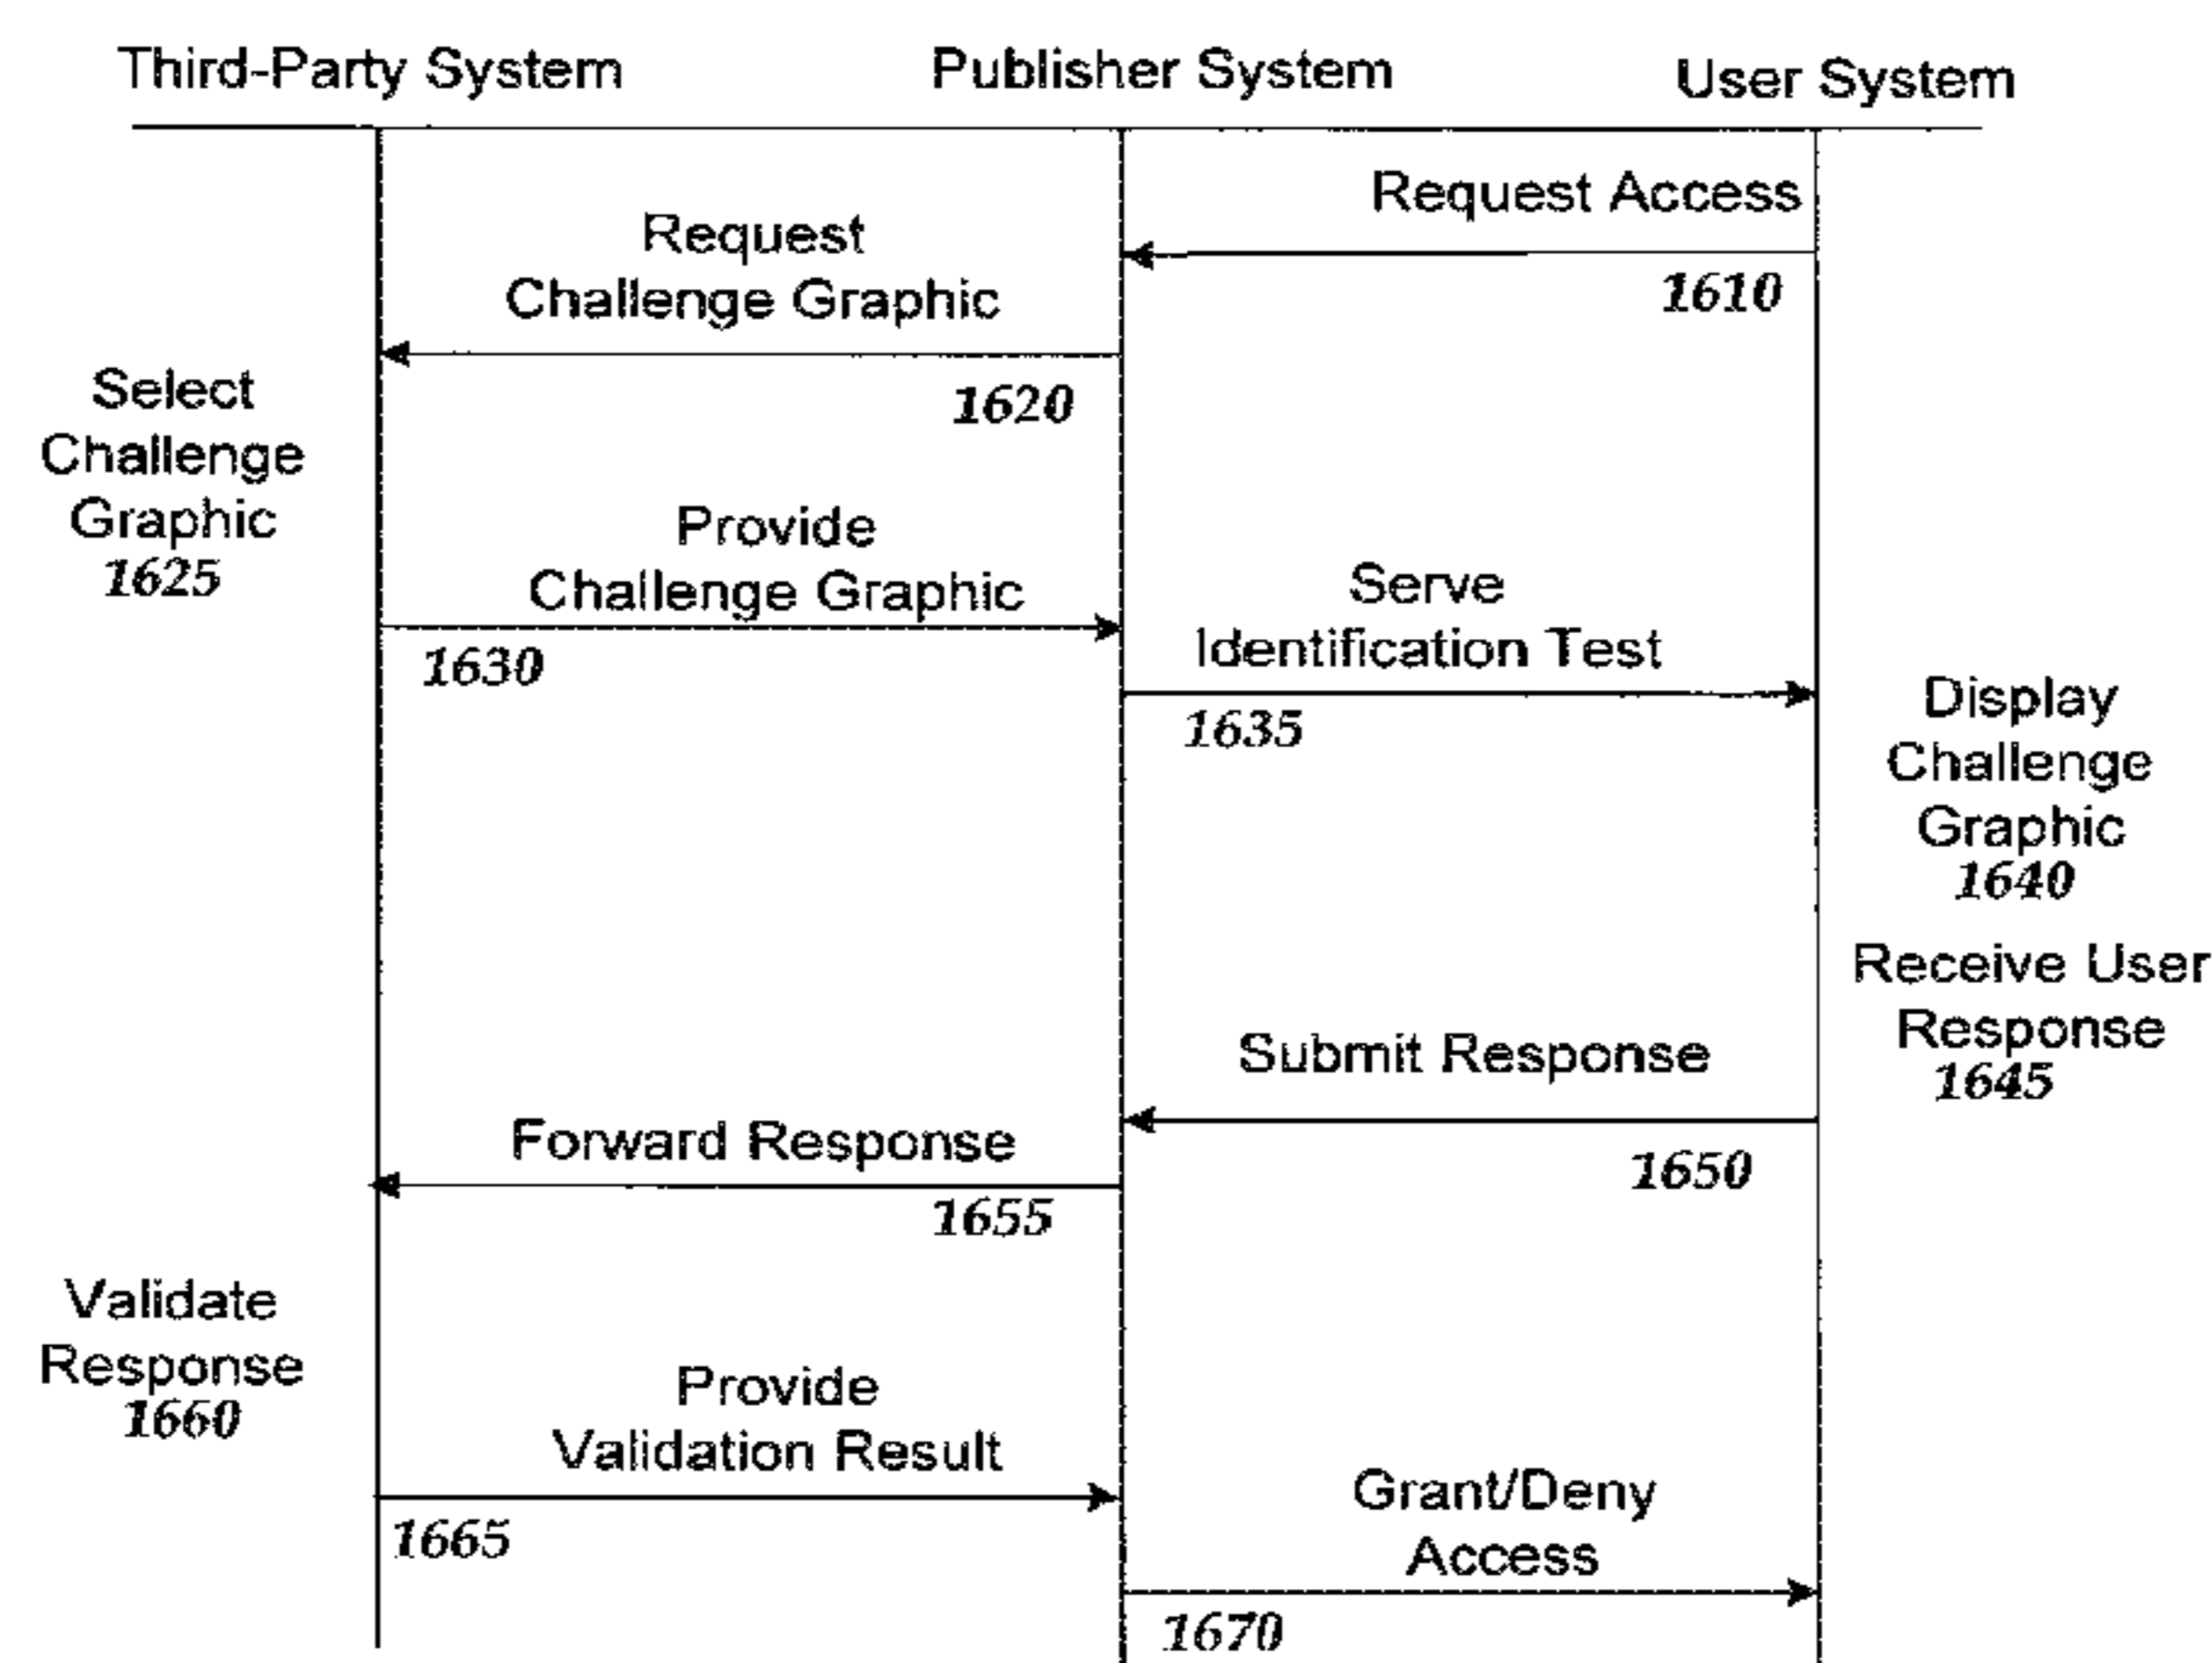 Third-Party System
Publisher System
User System
Request Access
1610
Request
Challenge Graphic
1620
Select
Challenge
Graphic
1625
Provide
Challenge Graphic
1630
Serve
Identification Test
1635
Display
Challenge
Graphic
1640
Receive User
Response
1645
Submit Response
1650
Forward Response
1655
Validate
Response
1660
Provide
Validation Result
1665
Grant/Deny
Access
1670